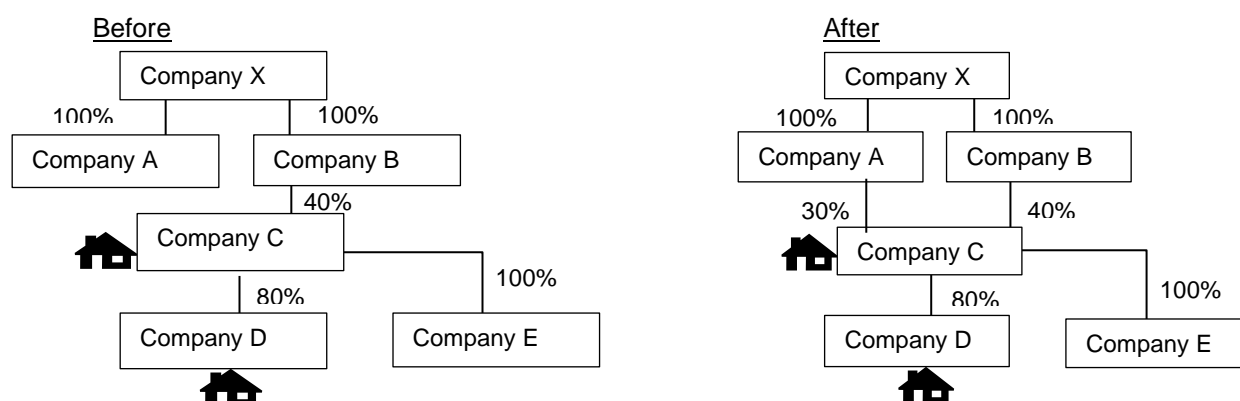 Before
Company X
100%
100%
Company A
Company B
40%
Company C
100%
80%
Company D
Company E
After
Company X
100%
100%
Company A
Company B
30%
40%
Company C
100%
80%
Company D
Company E